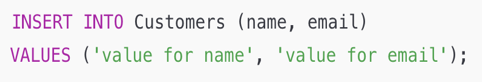 INSERT INTO Customers (name, email)
VALUES ('value for name', 'value for email');